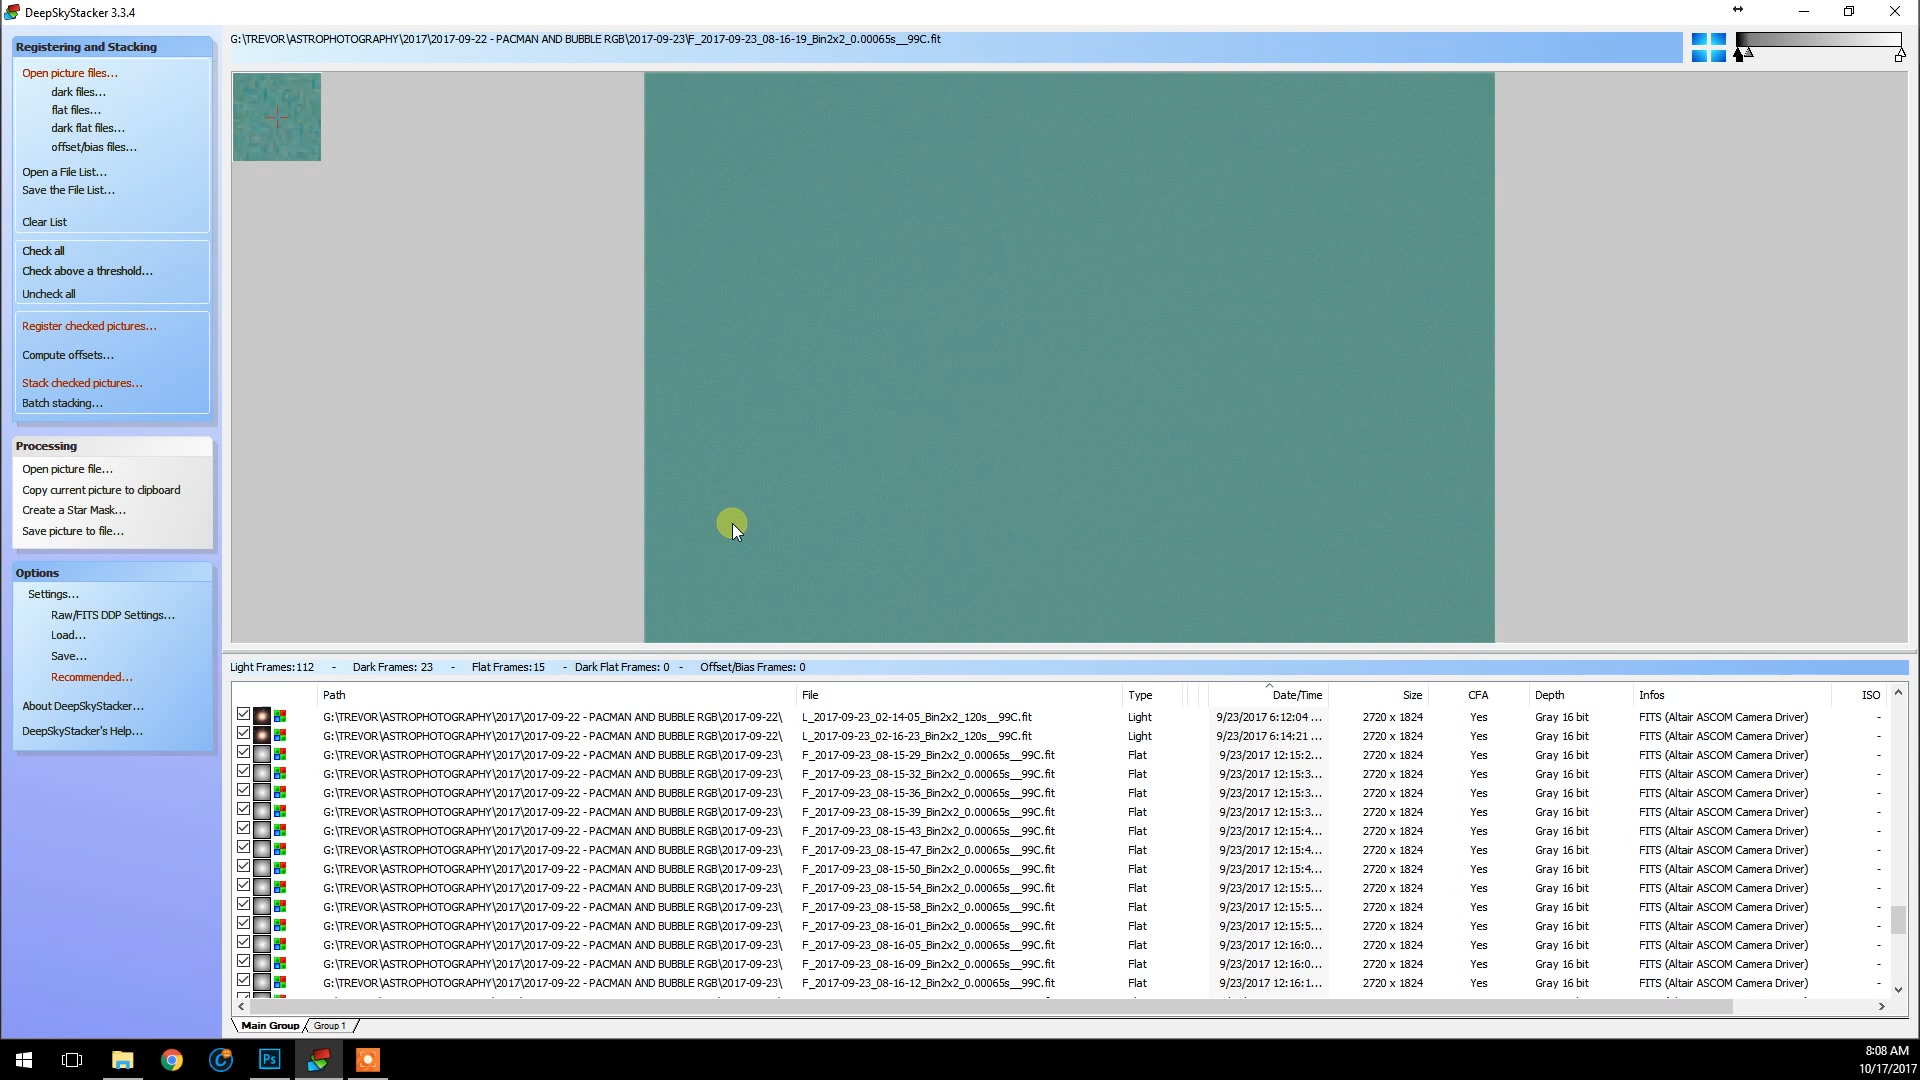 DeepSkyStacker 3.3.4
Registering and Stacking
Open picture files...
dark files...
flat files...
dark flat files...
offset/bias files...
Open a File List...
Save the File List...
Clear List
Check all
Check above a threshold...
Uncheck all
Register checked pictures...
Compute offsets...
Stack checked pictures...
Batch stacking...
Processing
Open picture file...
Copy current picture to clipboard
Create a Star Mask...
Save picture to file...
Options
Settings...
Raw/FITS DDP Settings...
Load...
Save...
Recommended...
About DeepSkyStacker...
DeepSkyStacker's Help...
G:\TREVOR\ASTROPHOTOGRAPHY\2017\2017-09-22 - PACMAN AND BUBBLE RGB\2017-09-23\F_2017-09-23_08-16-19_Bin2x2_0.00065s__99C.fit
Light Frames:112 - Dark Frames: 23 - Flat Frames:15 - Dark Flat Frames: 0 - Offset/Bias Frames: 0
Path File Type Date/Time Size CFA Depth Infos ISO
G:\TREVOR\ASTROPHOTOGRAPHY\2017\2017-09-22 - PACMAN AND BUBBLE RGB\2017-09-22\ L_2017-09-23_02-14-05_Bin2x2_120s__99C.fit Light 9/23/2017 6:12:04 ... 2720 x 1824 Yes Gray 16 bit FITS (Altair ASCOM Camera Driver) -
G:\TREVOR\ASTROPHOTOGRAPHY\2017\2017-09-22 - PACMAN AND BUBBLE RGB\2017-09-22\ L_2017-09-23_02-16-23_Bin2x2_120s__99C.fit Light 9/23/2017 6:14:21 ... 2720 x 1824 Yes Gray 16 bit FITS (Altair ASCOM Camera Driver) -
G:\TREVOR\ASTROPHOTOGRAPHY\2017\2017-09-22 - PACMAN AND BUBBLE RGB\2017-09-23\ F_2017-09-23_08-15-29_Bin2x2_0.00065s__99C.fit Flat 9/23/2017 12:15:2... 2720 x 1824 Yes Gray 16 bit FITS (Altair ASCOM Camera Driver) -
G:\TREVOR\ASTROPHOTOGRAPHY\2017\2017-09-22 - PACMAN AND BUBBLE RGB\2017-09-23\ F_2017-09-23_08-15-32_Bin2x2_0.00065s__99C.fit Flat 9/23/2017 12:15:3... 2720 x 1824 Yes Gray 16 bit FITS (Altair ASCOM Camera Driver) -
G:\TREVOR\ASTROPHOTOGRAPHY\2017\2017-09-22 - PACMAN AND BUBBLE RGB\2017-09-23\ F_2017-09-23_08-15-36_Bin2x2_0.00065s__99C.fit Flat 9/23/2017 12:15:3... 2720 x 1824 Yes Gray 16 bit FITS (Altair ASCOM Camera Driver) -
G:\TREVOR\ASTROPHOTOGRAPHY\2017\2017-09-22 - PACMAN AND BUBBLE RGB\2017-09-23\ F_2017-09-23_08-15-39_Bin2x2_0.00065s__99C.fit Flat 9/23/2017 12:15:3... 2720 x 1824 Yes Gray 16 bit FITS (Altair ASCOM Camera Driver) -
G:\TREVOR\ASTROPHOTOGRAPHY\2017\2017-09-22 - PACMAN AND BUBBLE RGB\2017-09-23\ F_2017-09-23_08-15-43_Bin2x2_0.00065s__99C.fit Flat 9/23/2017 12:15:4... 2720 x 1824 Yes Gray 16 bit FITS (Altair ASCOM Camera Driver) -
G:\TREVOR\ASTROPHOTOGRAPHY\2017\2017-09-22 - PACMAN AND BUBBLE RGB\2017-09-23\ F_2017-09-23_08-15-47_Bin2x2_0.00065s__99C.fit Flat 9/23/2017 12:15:4... 2720 x 1824 Yes Gray 16 bit FITS (Altair ASCOM Camera Driver) -
G:\TREVOR\ASTROPHOTOGRAPHY\2017\2017-09-22 - PACMAN AND BUBBLE RGB\2017-09-23\ F_2017-09-23_08-15-50_Bin2x2_0.00065s__99C.fit Flat 9/23/2017 12:15:4... 2720 x 1824 Yes Gray 16 bit FITS (Altair ASCOM Camera Driver) -
G:\TREVOR\ASTROPHOTOGRAPHY\2017\2017-09-22 - PACMAN AND BUBBLE RGB\2017-09-23\ F_2017-09-23_08-15-54_Bin2x2_0.00065s__99C.fit Flat 9/23/2017 12:15:5... 2720 x 1824 Yes Gray 16 bit FITS (Altair ASCOM Camera Driver) -
G:\TREVOR\ASTROPHOTOGRAPHY\2017\2017-09-22 - PACMAN AND BUBBLE RGB\2017-09-23\ F_2017-09-23_08-15-58_Bin2x2_0.00065s__99C.fit Flat 9/23/2017 12:15:5... 2720 x 1824 Yes Gray 16 bit FITS (Altair ASCOM Camera Driver) -
G:\TREVOR\ASTROPHOTOGRAPHY\2017\2017-09-22 - PACMAN AND BUBBLE RGB\2017-09-23\ F_2017-09-23_08-16-01_Bin2x2_0.00065s__99C.fit Flat 9/23/2017 12:15:5... 2720 x 1824 Yes Gray 16 bit FITS (Altair ASCOM Camera Driver) -
G:\TREVOR\ASTROPHOTOGRAPHY\2017\2017-09-22 - PACMAN AND BUBBLE RGB\2017-09-23\ F_2017-09-23_08-16-05_Bin2x2_0.00065s__99C.fit Flat 9/23/2017 12:16:0... 2720 x 1824 Yes Gray 16 bit FITS (Altair ASCOM Camera Driver) -
G:\TREVOR\ASTROPHOTOGRAPHY\2017\2017-09-22 - PACMAN AND BUBBLE RGB\2017-09-23\ F_2017-09-23_08-16-09_Bin2x2_0.00065s__99C.fit Flat 9/23/2017 12:16:0... 2720 x 1824 Yes Gray 16 bit FITS (Altair ASCOM Camera Driver) -
G:\TREVOR\ASTROPHOTOGRAPHY\2017\2017-09-22 - PACMAN AND BUBBLE RGB\2017-09-23\ F_2017-09-23_08-16-12_Bin2x2_0.00065s__99C.fit Flat 9/23/2017 12:16:1... 2720 x 1824 Yes Gray 16 bit FITS (Altair ASCOM Camera Driver) -
Main Group Group 1
Ps
8:08 AM
10/17/2017